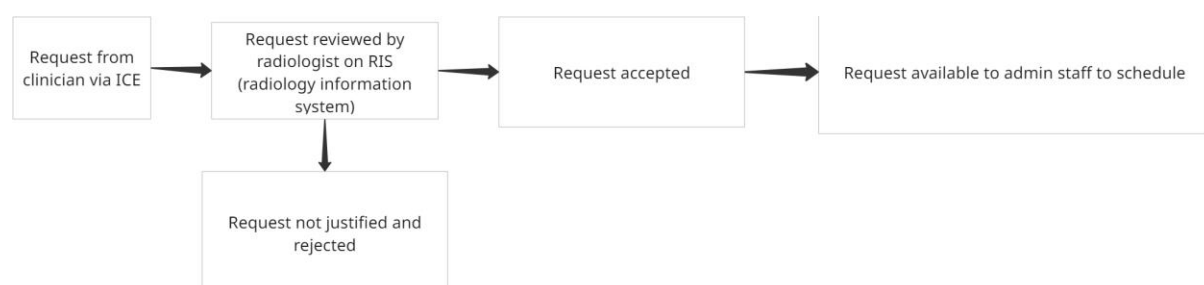 Request from
clinician via ICE
Request reviewed by
radiologist on RIS
(radiology information
system)
Request accepted
Request available to admin staff to schedule
Request not justified and
rejected